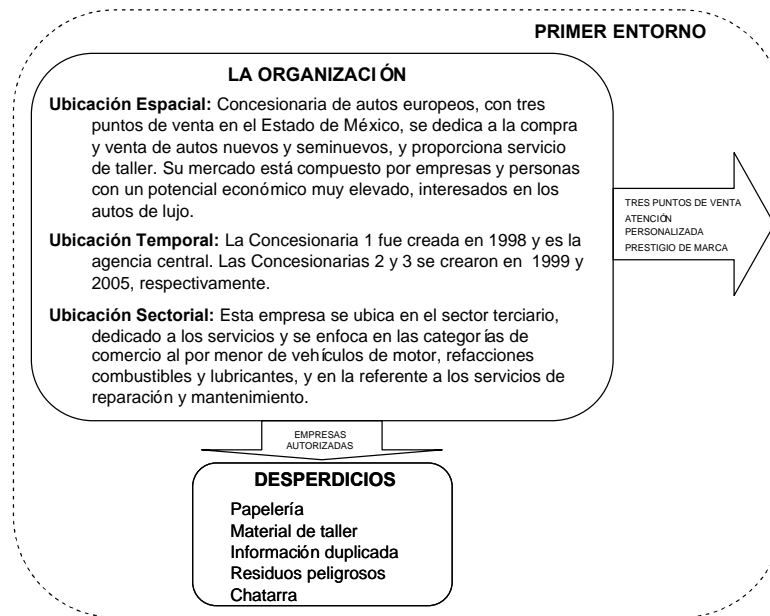 PRIMER ENTORNO
LA ORGANIZACIÓN
Ubicación Espacial: Concesionaria de autos europeos, con tres
puntos de venta en el Estado de México, se dedica a la compra
y venta de autos nuevos y seminuevos, y proporciona servicio
de taller. Su mercado está compuesto por empresas y personas
con un potencial económico muy elevado, interesados en los
autos de lujo.
Ubicación Temporal: La Concesionaria 1 fue creada en 1998 y es la
agencia central. Las Concesionarias 2 y 3 se crearon en 1999 y
2005, respectivamente.
Ubicación Sectorial: Esta empresa se ubica en el sector terciario,
dedicado a los servicios y se enfoca en las categorías de
comercio al por menor de vehículos de motor, refacciones
combustibles y lubricantes, y en la referente a los servicios de
reparación y mantenimiento.
TRES PUNTOS DE VENTA
ATENCIÓN
PERSONALIZADA
PRESTIGIO DE MARCA
EMPRESAS
AUTORIZADAS
DESPERDICIOS
Papelería
Material de taller
Información duplicada
Residuos peligrosos
Chatarra